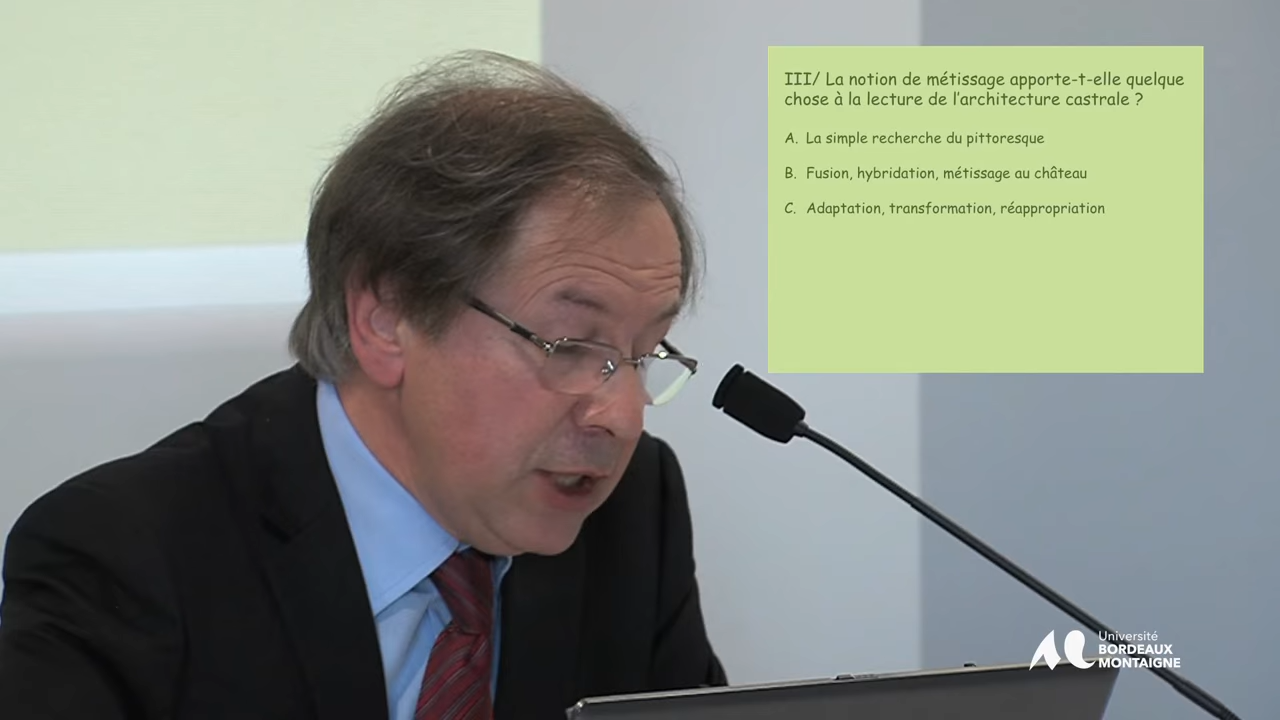 III/ La notion de métissage apporte-t-elle quelque
chose à la lecture de l'architecture castrale ?
A. La simple recherche du pittoresque
B. Fusion, hybridation, métissage au château
C. Adaptation, transformation, réappropriation
Université
BORDEAUX
MONTAIGNE